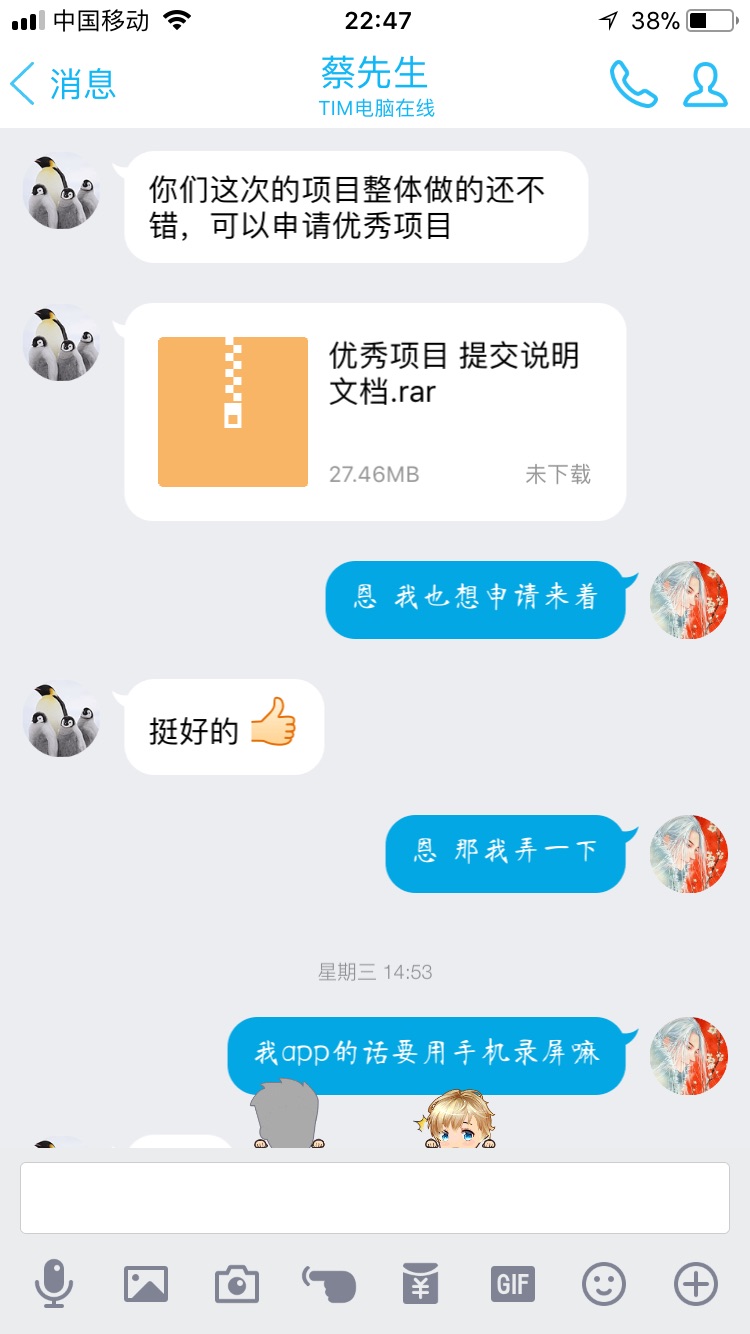 中国移动 22:47 38%
消息 蔡先生
TIM电脑在线
你们这次的项目整体做的还不
错，可以申请优秀项目
优秀项目 提交说明
文档.rar
27.46MB 未下载
恩 我也想申请来着
挺好的
恩 那我弄一下
星期三 14:53
我app的话要用手机录屏嘛
¥ GIF